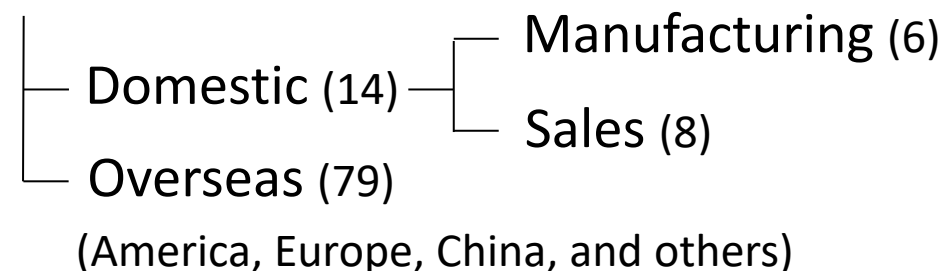 Manufacturing (6)
Domestic (14)
Sales (8)
Overseas (79)
(America, Europe, China, and others)